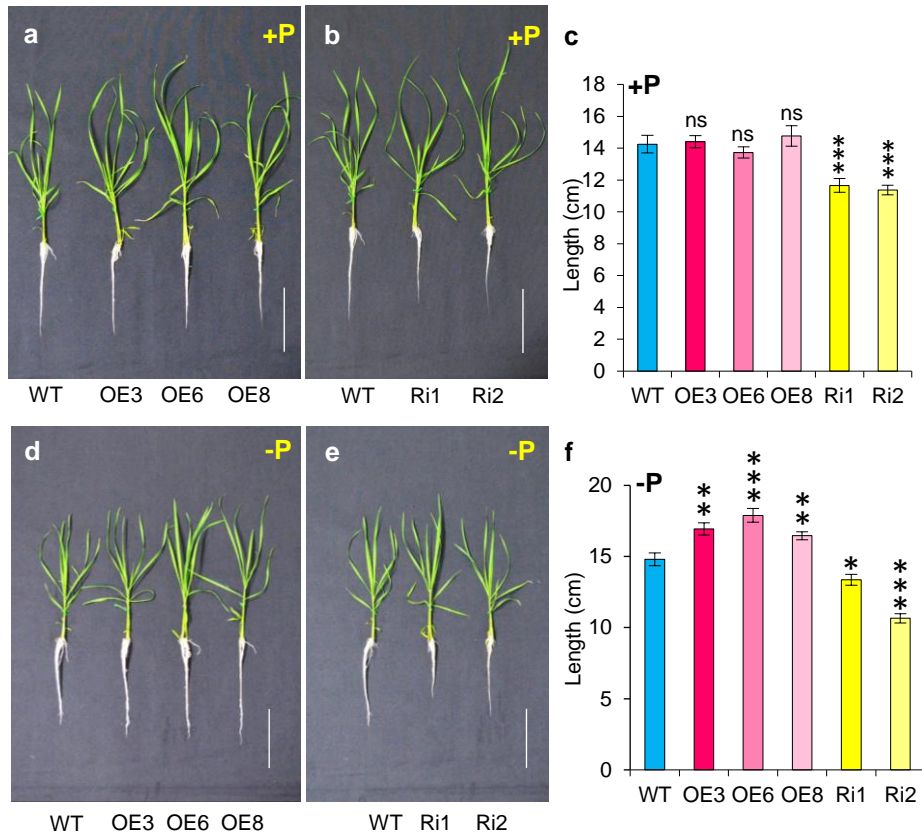 a +P
b +P
c
WT OE3 OE6 OE8
WT Ri1 Ri2
+P
Length (cm)
18
16
14
12
10
8
6
4
2
0
ns
ns
ns
***
***
WT OE3 OE6 OE8 Ri1 Ri2
d -P
e -P
f
WT OE3 OE6 OE8
WT Ri1 Ri2
-P
Length (cm)
20
15
10
5
0
**
***
**
*
***
WT OE3 OE6 OE8 Ri1 Ri2